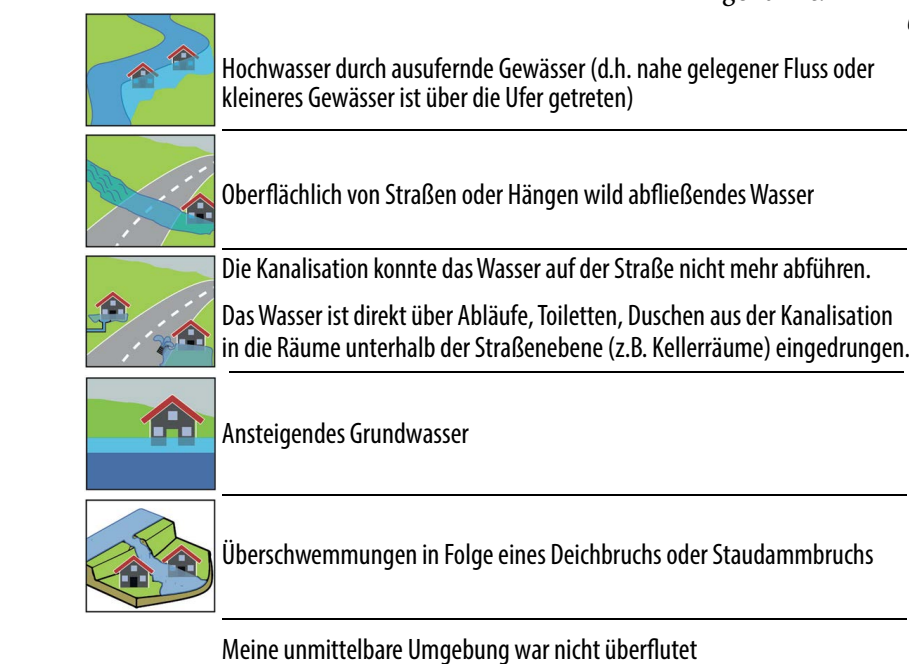 Hochwasser durch ausufernde Gewässer (d.h. nahe gelegener Fluss oder
kleineres Gewässer ist über die Ufer getreten)
Oberflächlich von Straßen oder Hängen wild abfließendes Wasser
Die Kanalisation konnte das Wasser auf der Straße nicht mehr abführen.
Das Wasser ist direkt über Abläufe, Toiletten, Duschen aus der Kanalisation
in die Räume unterhalb der Straßenebene (z.B. Kellerräume) eingedrungen.
Ansteigendes Grundwasser
Überschwemmungen in Folge eines Deichbruchs oder Staudammbruchs
Meine unmittelbare Umgebung war nicht überflutet